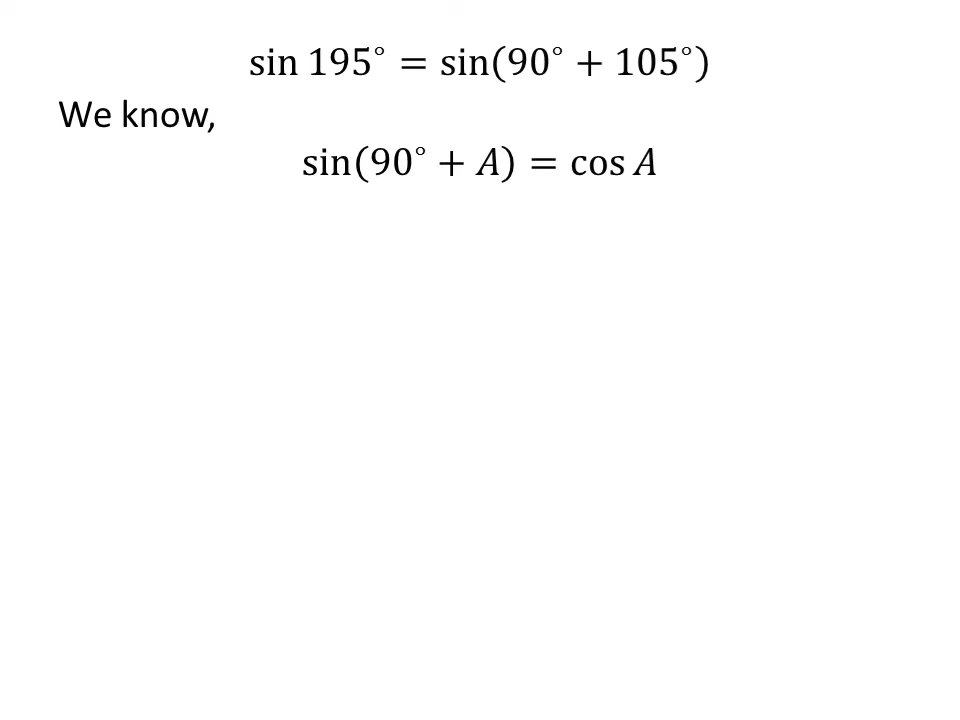 sin 195° = sin(90° + 105°)
We know,
sin(90° + A) = cos A